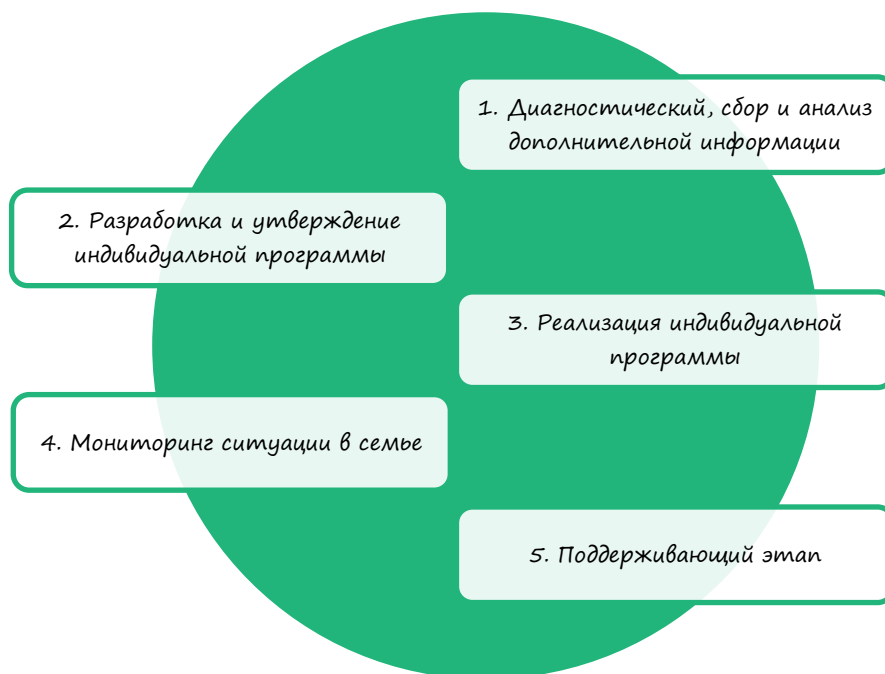 1. Диагностический, сбор и анализ
дополнительной информации
2. Разработка и утверждение
индивидуальной программы
3. Реализация индивидуальной
программы
4. Мониторинг ситуации в семье
5. Поддерживающий этап